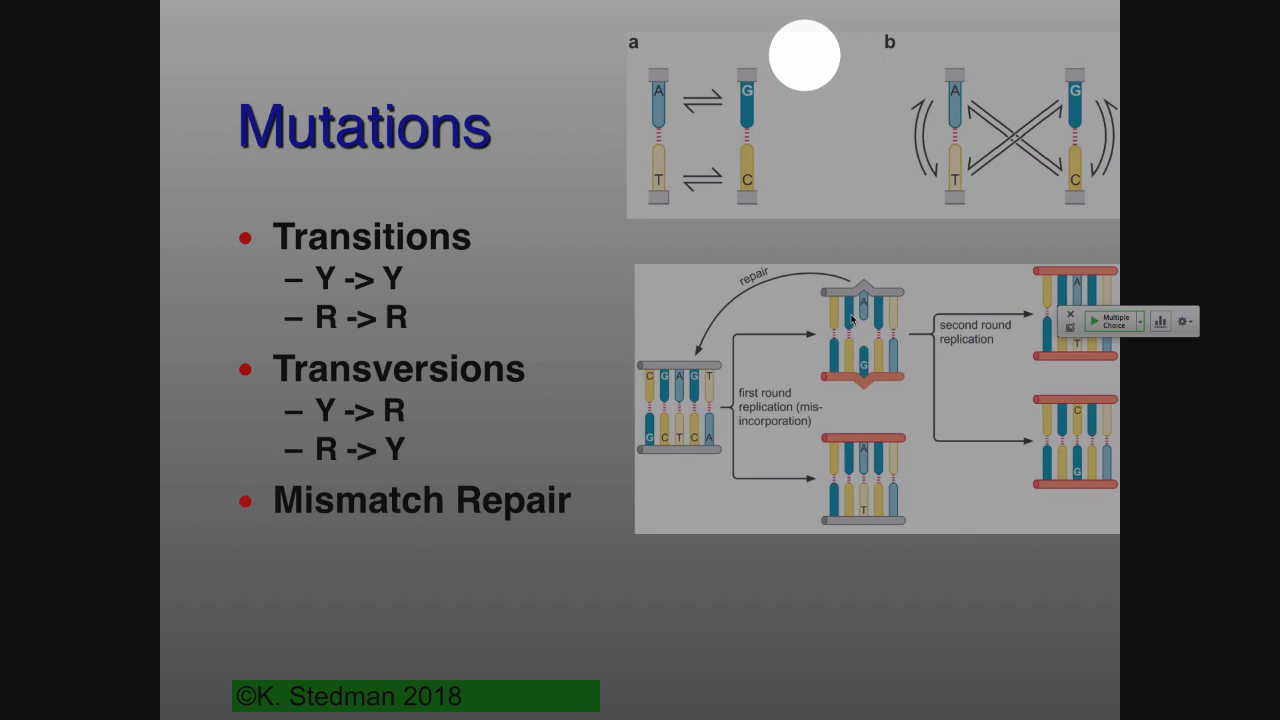 Mutations
• Transitions
– Y -> Y
– R -> R
• Transversions
– Y -> R
– R -> Y
• Mismatch Repair
©K. Stedman 2018
a
A
G
T
C
b
A
G
T
C
repair
C G A G T
G C T C A
first round
replication (mis-
incorporation)
A
G
A
T
second round
replication
A
T
C
G
Multiple
Choice